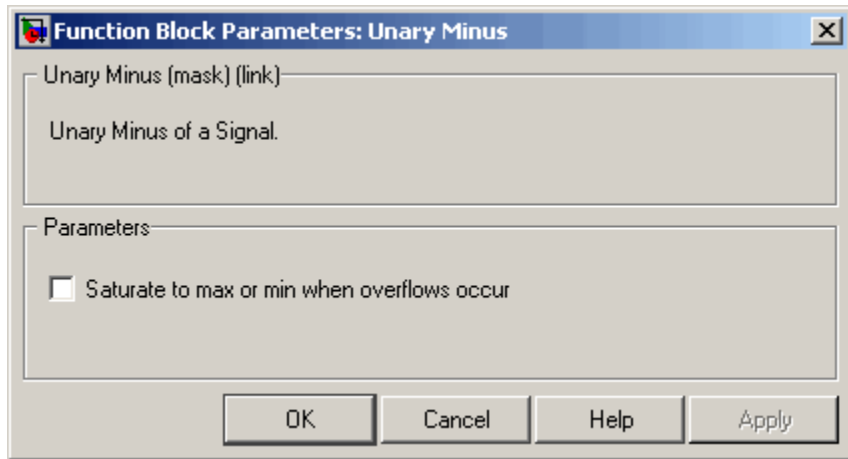 Function Block Parameters: Unary Minus
Unary Minus (mask) (link)
Unary Minus of a Signal.
Parameters
Saturate to max or min when overflows occur
OK Cancel Help Apply